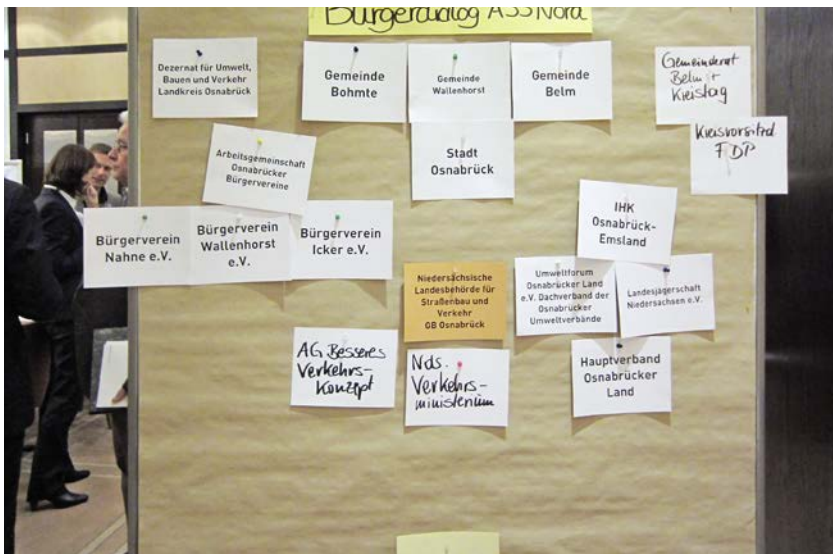 Bürgerdialog A33 Nord
Dezernat für Umwelt,
Bauen und Verkehr
Landkreis Osnabrück
Gemeinde
Bohmte
Gemeinde
Wallenhorst
Gemeinde
Belm
Gemeinderat
Belm +
Kreistag
Kreisvorsitzd
FDP
Arbeitsgemeinschaft
Osnabrücker
Bürgervereine
Stadt
Osnabrück
IHK
Osnabrück-
Emsland
Bürgerverein
Nahne e.V.
Bürgerverein
Wallenhorst
e.V.
Bürgerverein
Icker e.V.
Niedersächsische
Landesbehörde für
Straßenbau und
Verkehr
GB Osnabrück
Umweltforum
Osnabrücker Land
e.V. Dachverband der
Osnabrücker
Umweltverbände
Landesjägerschaft
Niedersachsen e.V.
AG Besseres
Verkehrs-
konzept
Nds.
Verkehrs-
ministerium
Hauptverband
Osnabrücker
Land